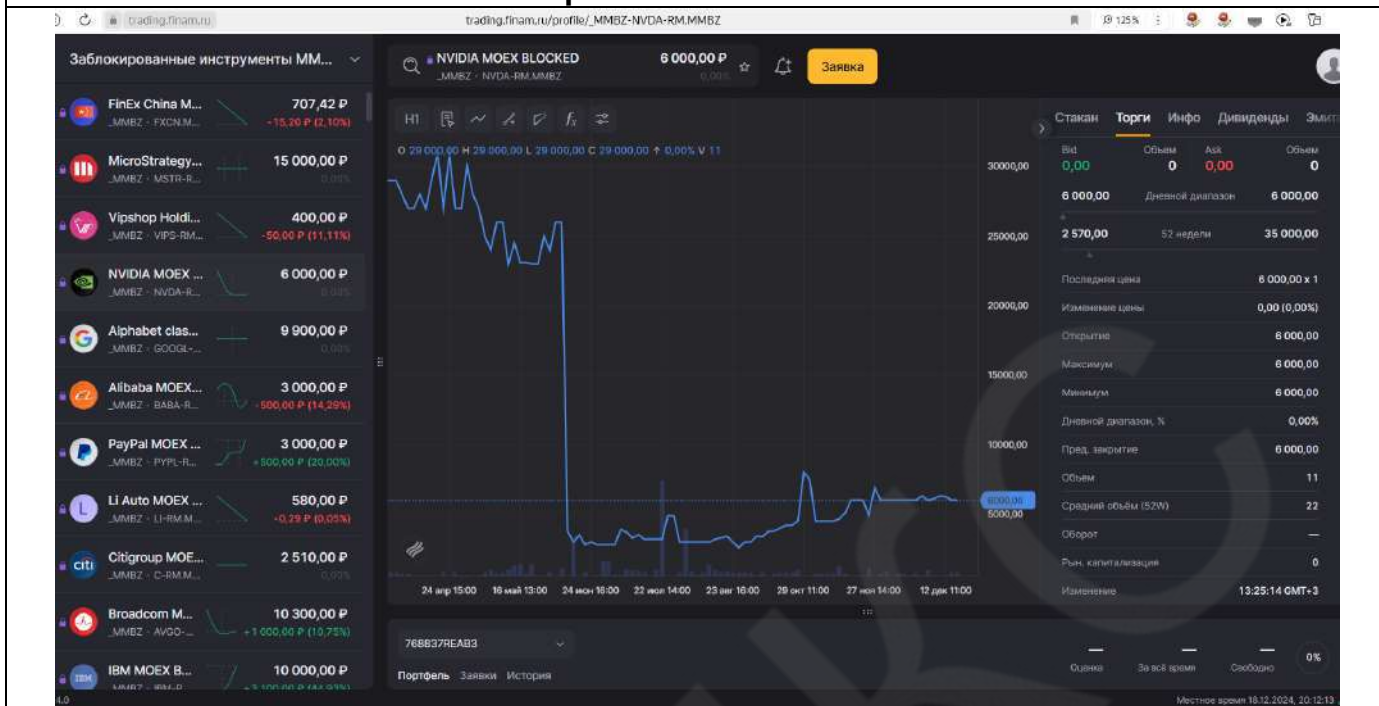 trading.finam.ru
trading.finam.ru/profile/_MMBZ-NVDA-RM.MMBZ
125%
Заблокированные инструменты ММ...
FinEx China M...
707,42 ₽
_MMBZ · FXCN.M...
-15,20 ₽ (2,10%)
MicroStrategy...
15 000,00 ₽
_MMBZ · MSTR-R...
0,00%
Vipshop Holdi...
400,00 ₽
_MMBZ · VIPS-RM...
-50,00 ₽ (11,11%)
NVIDIA MOEX ...
6 000,00 ₽
_MMBZ · NVDA-R...
0,00%
Alphabet clas...
9 900,00 ₽
_MMBZ · GOOGL-...
0,00%
Alibaba MOEX...
3 000,00 ₽
_MMBZ · BABA-R...
-500,00 ₽ (14,29%)
PayPal MOEX ...
3 000,00 ₽
_MMBZ · PYPL-R...
+500,00 ₽ (20,00%)
L
Li Auto MOEX ...
580,00 ₽
_MMBZ · LI-RM.M...
-0,29 ₽ (0,05%)
citi
Citigroup MOE...
2 510,00 ₽
_MMBZ · C-RM.M...
0,00%
Broadcom M...
10 300,00 ₽
_MMBZ · AVGO-...
+1 000,00 ₽ (10,75%)
IBM
IBM MOEX B...
10 000,00 ₽
_MMBZ · IBM-R
+3 100,00 ₽ (44,93%)
4.0
NVIDIA MOEX BLOCKED
6 000,00 ₽
_MMBZ · NVDA-RM.MMBZ
0,00%
Заявка
H1
O 29 000,00 H 29 000,00 L 29 000,00 C 29 000,00 0,00% V 11
30000,00
25000,00
20000,00
15000,00
10000,00
6000,00
5000,00
24 апр 15:00 16 май 13:00 24 июн 16:00 22 июл 14:00 23 авг 16:00 29 окт 11:00 27 ноя 14:00 12 дек 11:00
Стакан Торги Инфо Дивиденды Эмит
Bid Объем Ask Объем
0,00 0 0,00 0
6 000,00 Дневной диапазон 6 000,00
2 570,00 52 недели 35 000,00
Последняя цена 6 000,00 x 1
Изменение цены 0,00 (0,00%)
Открытие 6 000,00
Максимум 6 000,00
Минимум 6 000,00
Дневной диапазон, % 0,00%
Пред. закрытие 6 000,00
Объем 11
Средний объём (52W) 22
Оборот —
Рын. капитализация 0
Изменение 13:25:14 GMT+3
768837REAB3
Портфель Заявки История
— — — 0%
Оценка За всё время Свободно
Местное время 18.12.2024, 20:12:13